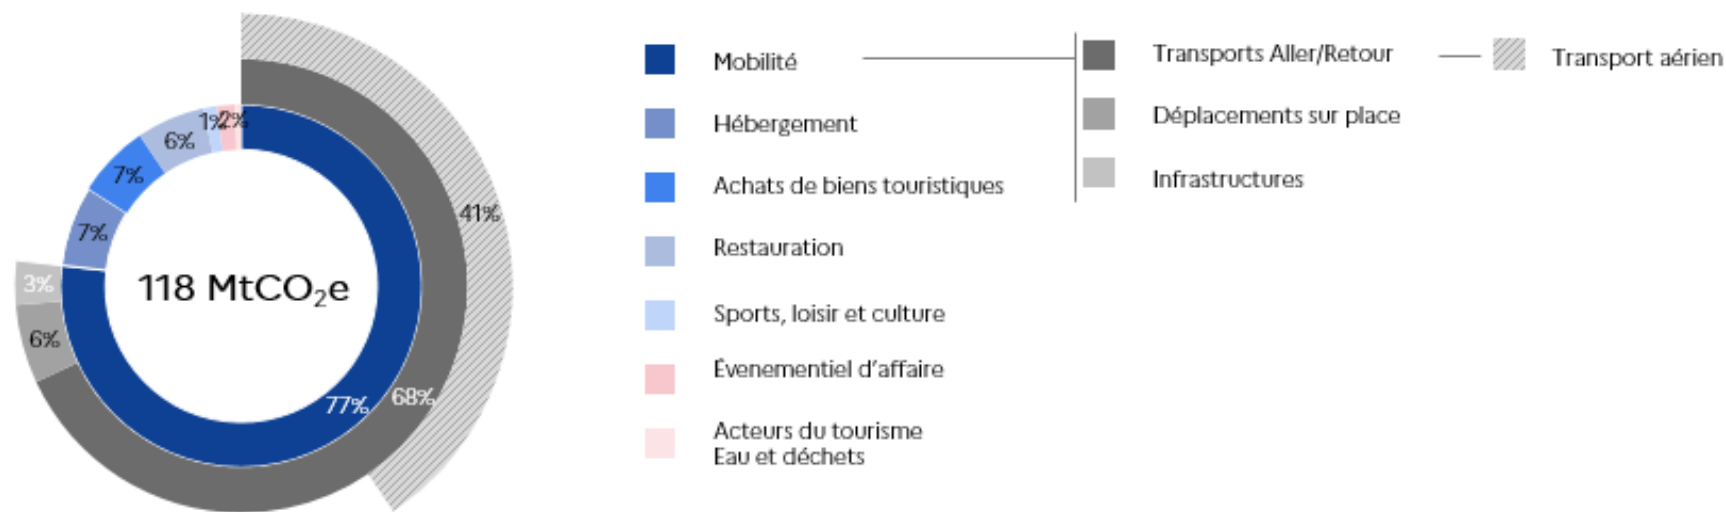 1%
2%
6%
7%
7%
3%
6%
118 MtCO₂e
41%
68%
77%
Mobilité
Hébergement
Achats de biens touristiques
Restauration
Sports, loisir et culture
Évenementiel d'affaire
Acteurs du tourisme
Eau et déchets
Transports Aller/Retour
Déplacements sur place
Infrastructures
Transport aérien